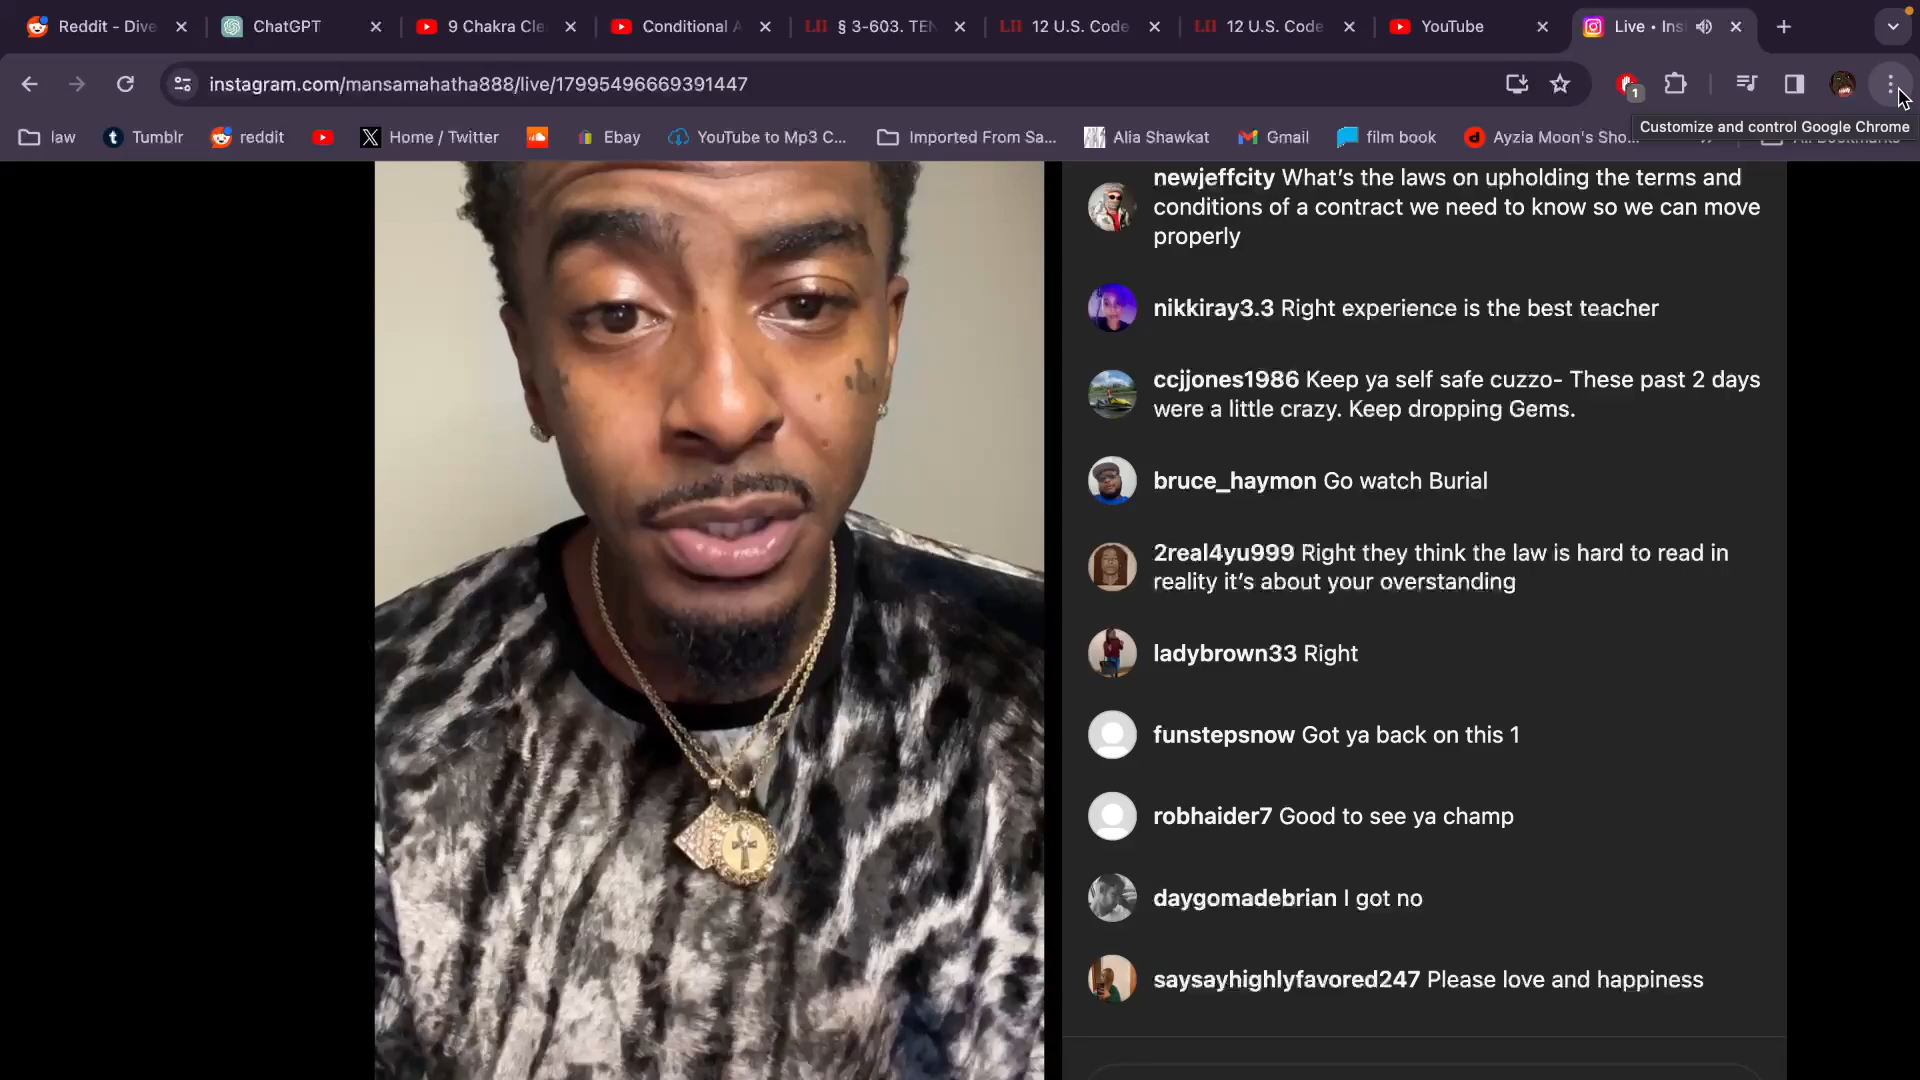 Reddit - Dive
ChatGPT
9 Chakra Cle
Conditional A
LII § 3-603. TEN
LII 12 U.S. Code
LII 12 U.S. Code
YouTube
Live • Ins
instagram.com/mansamahatha888/live/17995496669391447
1
law
Tumblr
reddit
Home / Twitter
Ebay
YouTube to Mp3 C...
Imported From Sa...
Alia Shawkat
Gmail
film book
Ayzia Moon's Sho...
All Bookmarks
Customize and control Google Chrome
newjeffcity What's the laws on upholding the terms and
conditions of a contract we need to know so we can move
properly
nikkiray3.3 Right experience is the best teacher
ccjjones1986 Keep ya self safe cuzzo- These past 2 days
were a little crazy. Keep dropping Gems.
bruce_haymon Go watch Burial
2real4yu999 Right they think the law is hard to read in
reality it's about your overstanding
ladybrown33 Right
funstepsnow Got ya back on this 1
robhaider7 Good to see ya champ
daygomadebrian I got no
saysayhighlyfavored247 Please love and happiness